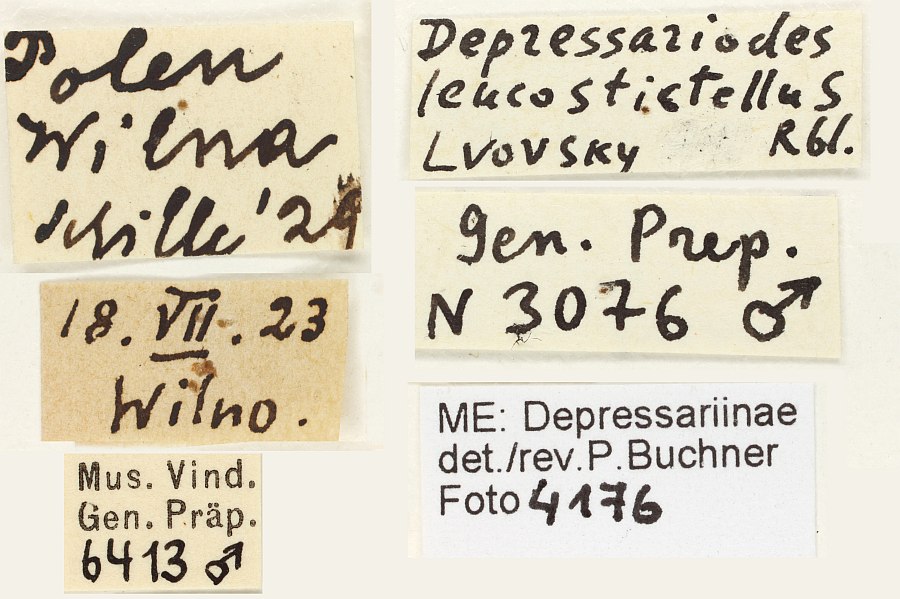 Polen
Wilna
Schille '29
18. VII. 23
Wilno.
Mus. Vind.
Gen. Präp.
6413 ♂
Depressariodes
leucostictellus
Lvovsky Rbl.
Gen. Prep.
N 3076 ♂
ME: Depressariinae
det./rev.P.Buchner
Foto 4176